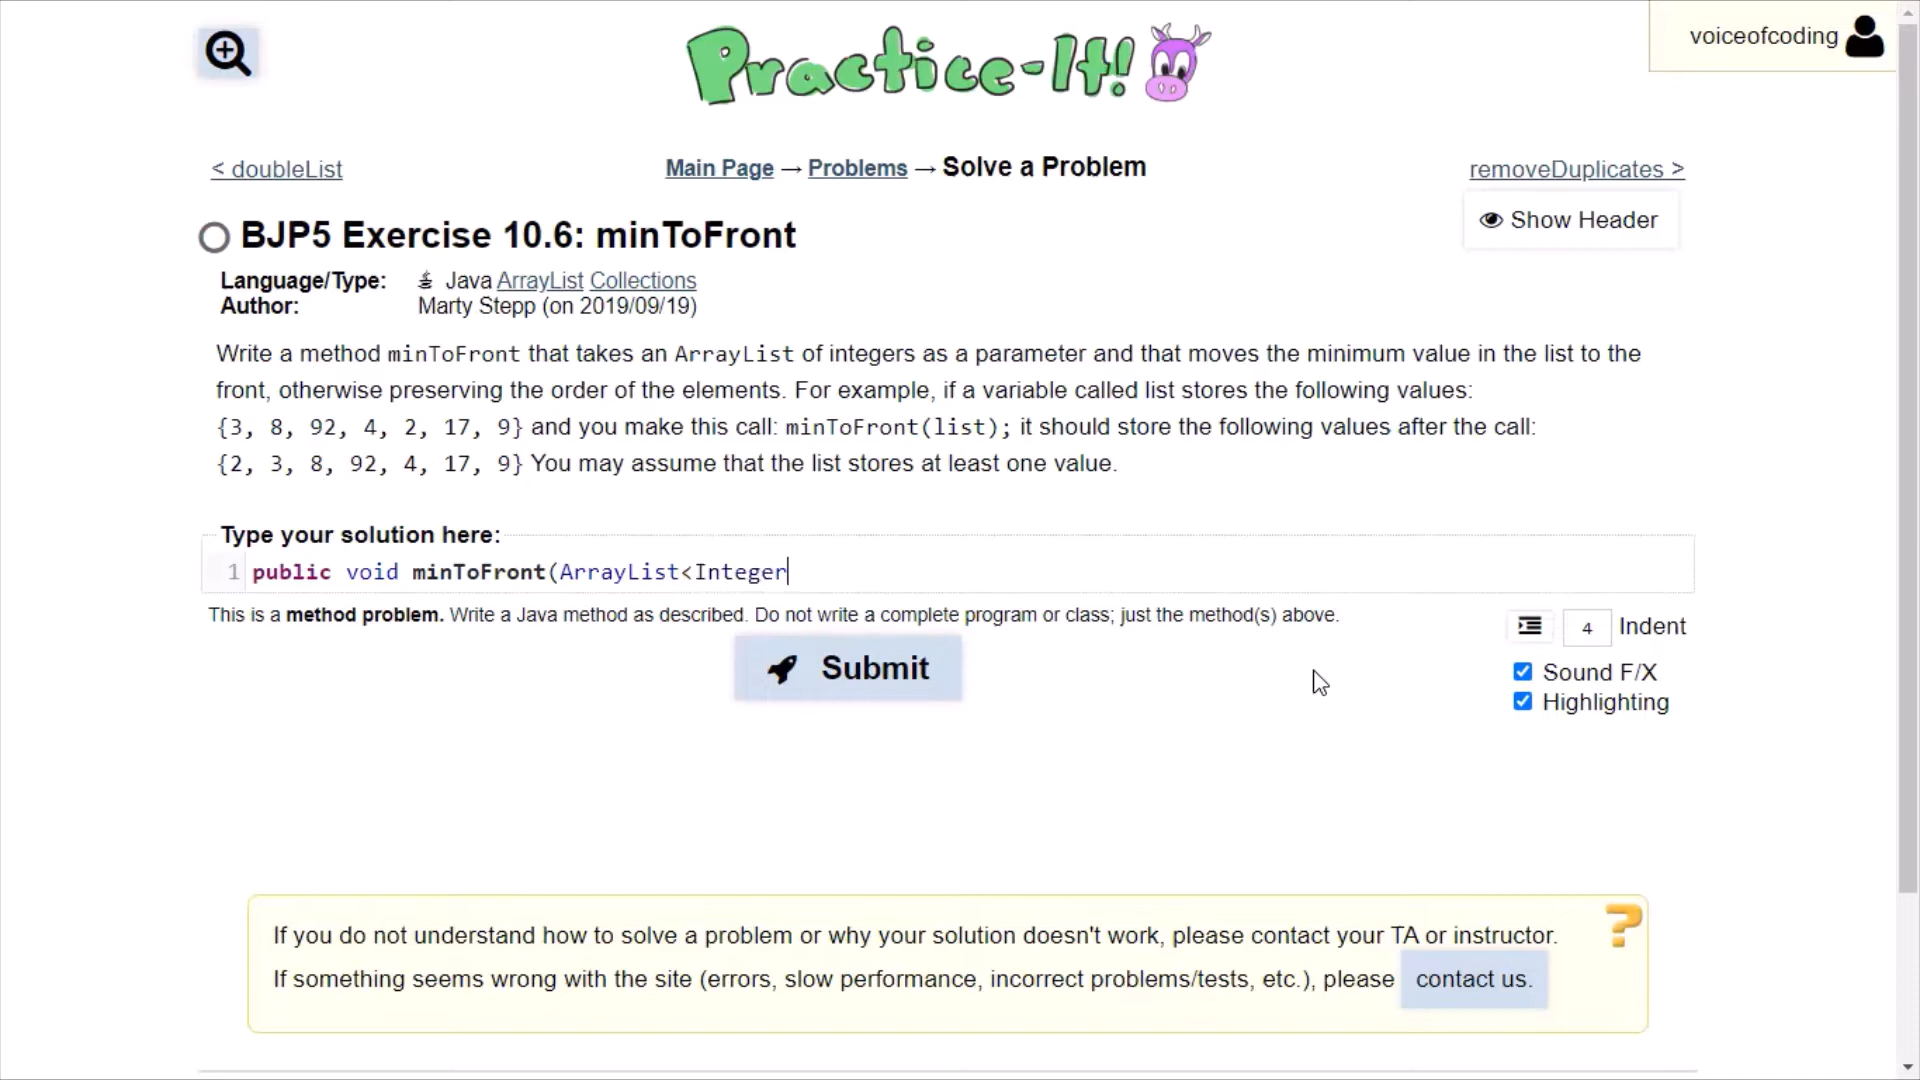 Practice-It!
voiceofcoding
< doubleList
Main Page → Problems → Solve a Problem
removeDuplicates >
Show Header
BJP5 Exercise 10.6: minToFront
Language/Type: Java ArrayList Collections
Author: Marty Stepp (on 2019/09/19)
Write a method minToFront that takes an ArrayList of integers as a parameter and that moves the minimum value in the list to the
front, otherwise preserving the order of the elements. For example, if a variable called list stores the following values:
{3, 8, 92, 4, 2, 17, 9} and you make this call: minToFront(list); it should store the following values after the call:
{2, 3, 8, 92, 4, 17, 9} You may assume that the list stores at least one value.
Type your solution here:
1 public void minToFront(ArrayList<Integer
This is a method problem. Write a Java method as described. Do not write a complete program or class; just the method(s) above.
4 Indent
Submit
Sound F/X
Highlighting
If you do not understand how to solve a problem or why your solution doesn't work, please contact your TA or instructor.
If something seems wrong with the site (errors, slow performance, incorrect problems/tests, etc.), please contact us.